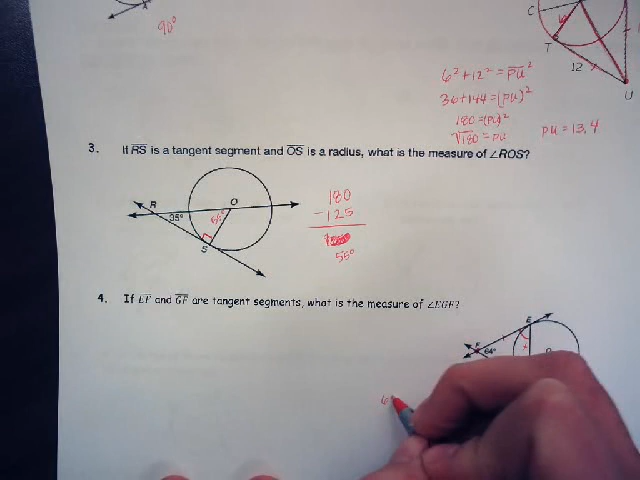 90°
C
T
6
12
U
6² + 12² = PU²
36+144 = (PU)²
180 = (PU)²
√180 = PU
PU = 13.4
3. If RS is a tangent segment and OS is a radius, what is the measure of ∠ROS?
R
35°
O
55°
S
180
-125
55°
4. If EF and GF are tangent segments, what is the measure of ∠EGF?
E
F
64°
x